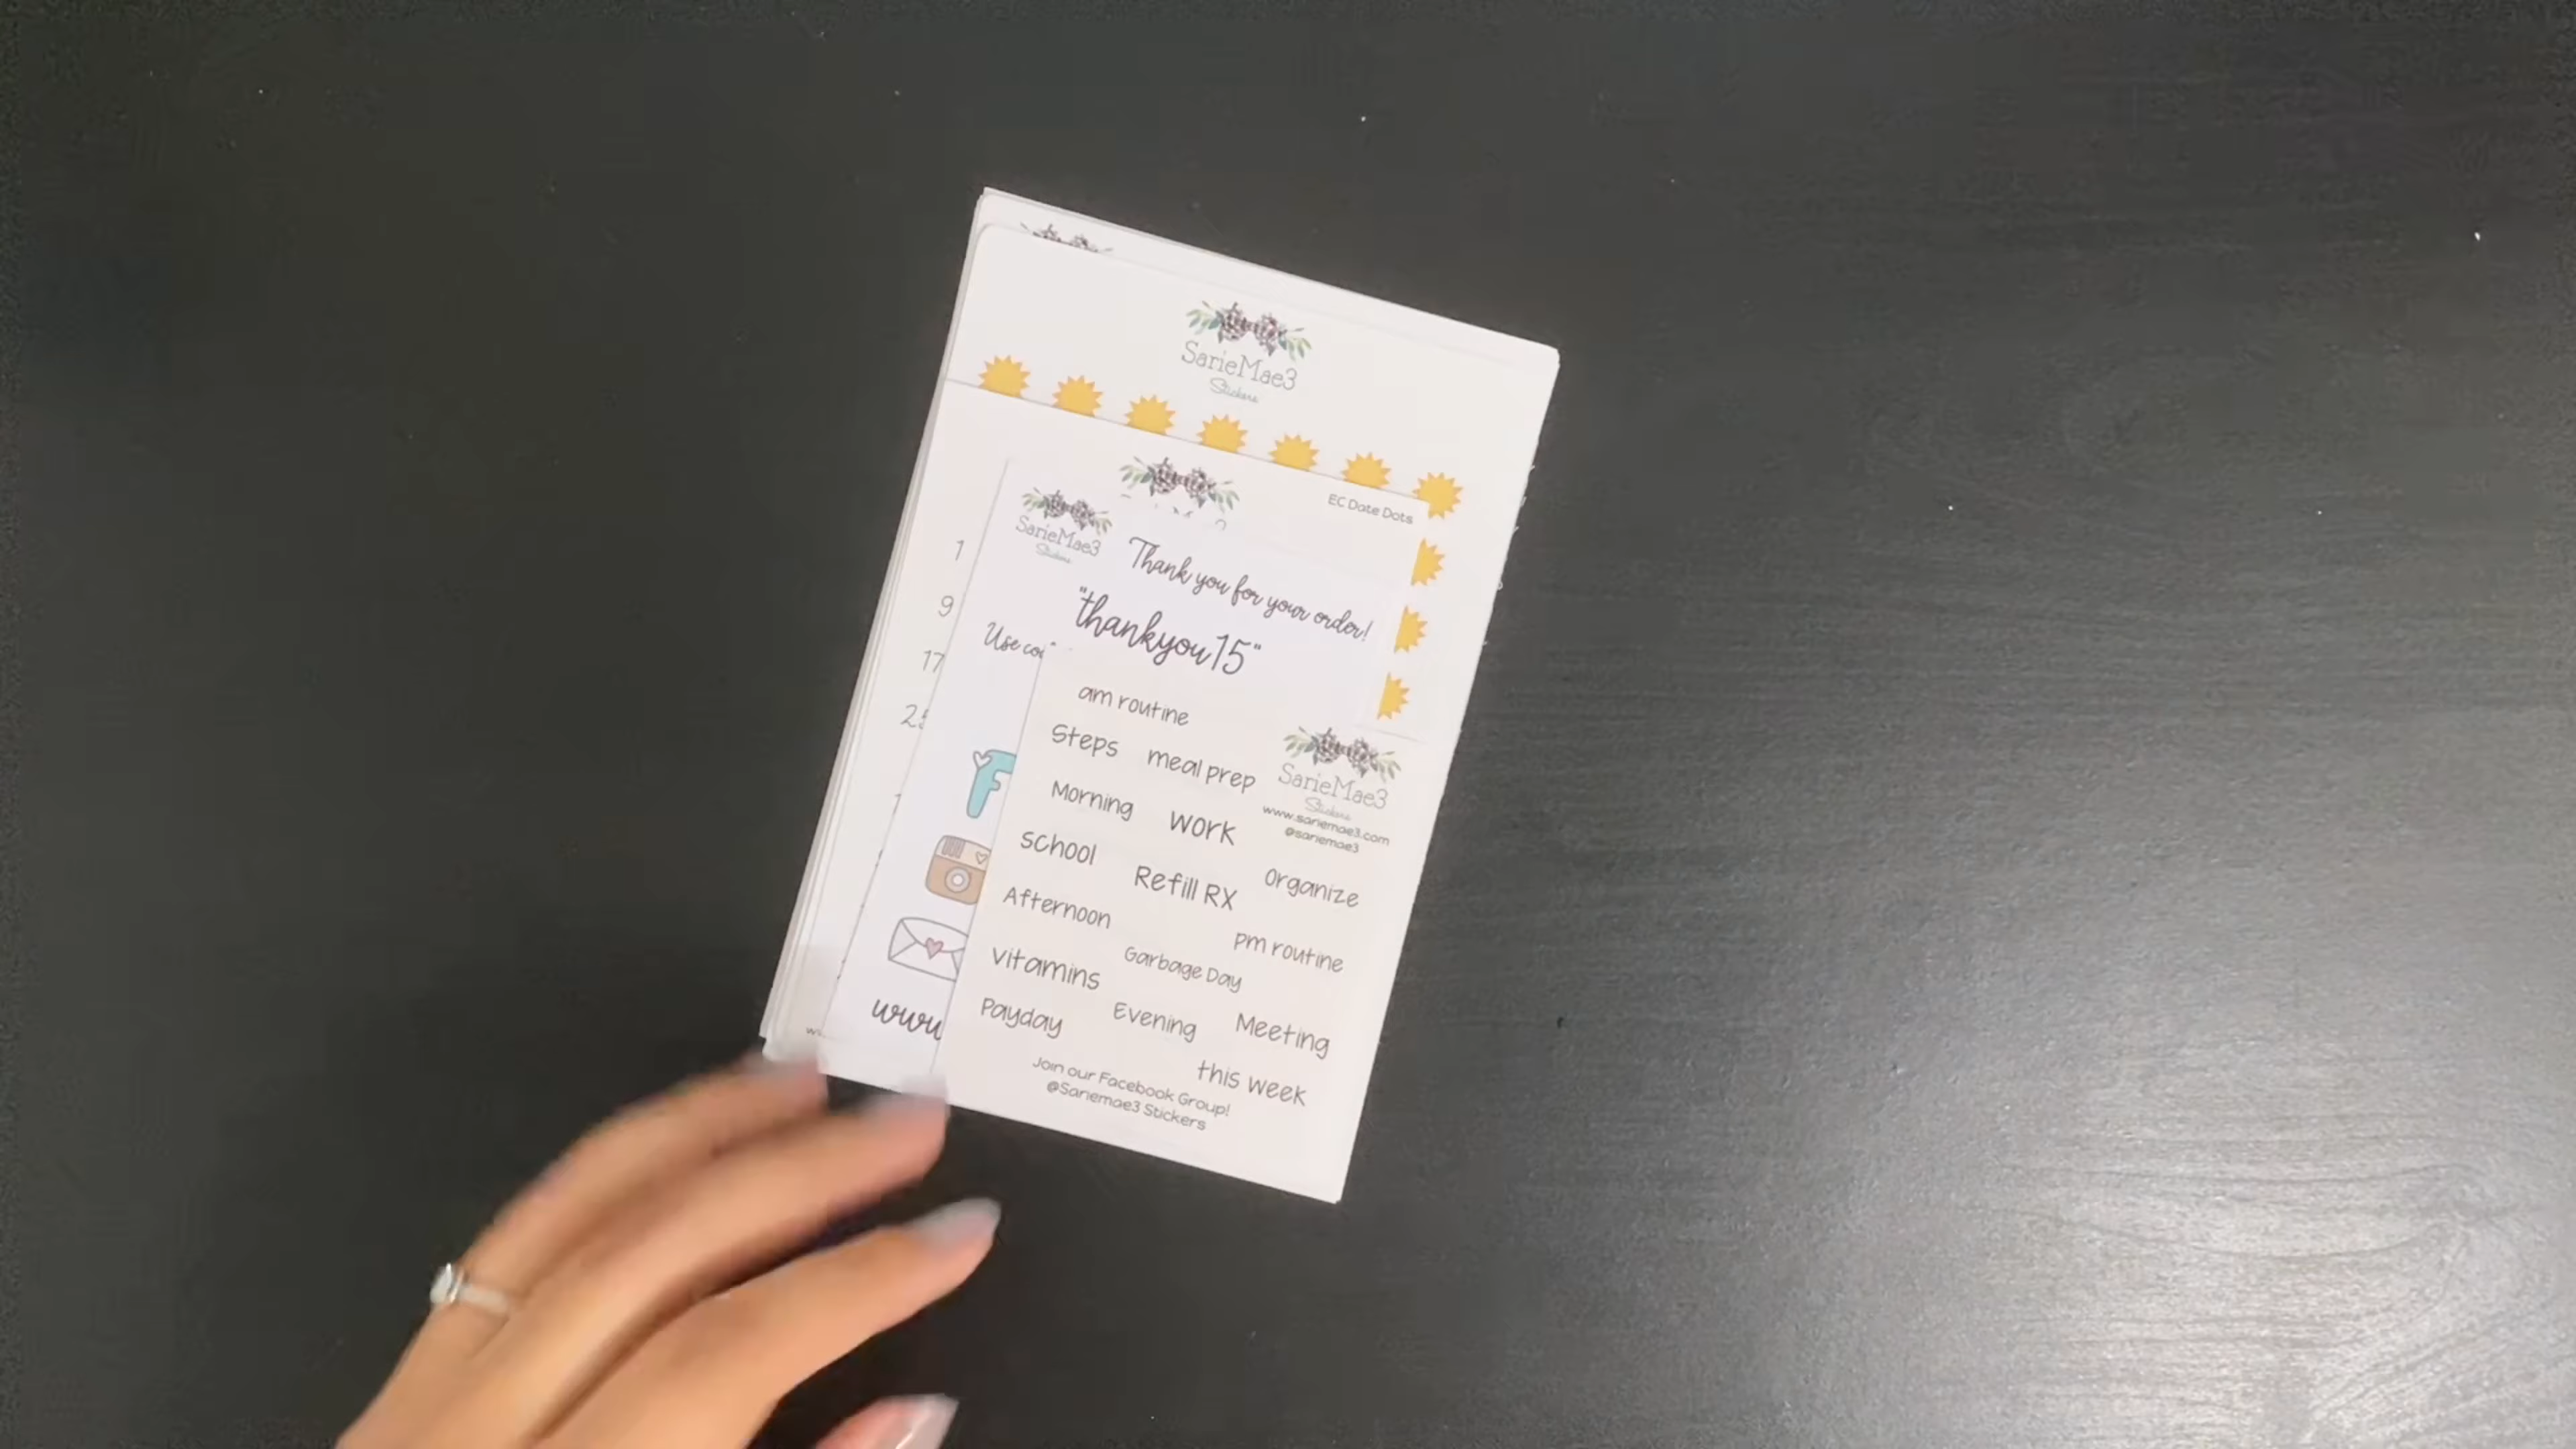 SarieMae3
Stickers
EC Date Dots
SarieMae3
Stickers
Thank you for your order!
"thankyou15"
Use
1
9
17
am routine
Steps meal prep
Morning work
school Refill RX
Afternoon
vitamins Garbage Day
Payday Evening Meeting
SarieMae3
Stickers
www.sariemae3.com
@sariemae3
Organize
pm routine
this week
Join our Facebook Group!
@Sariemae3 Stickers
www